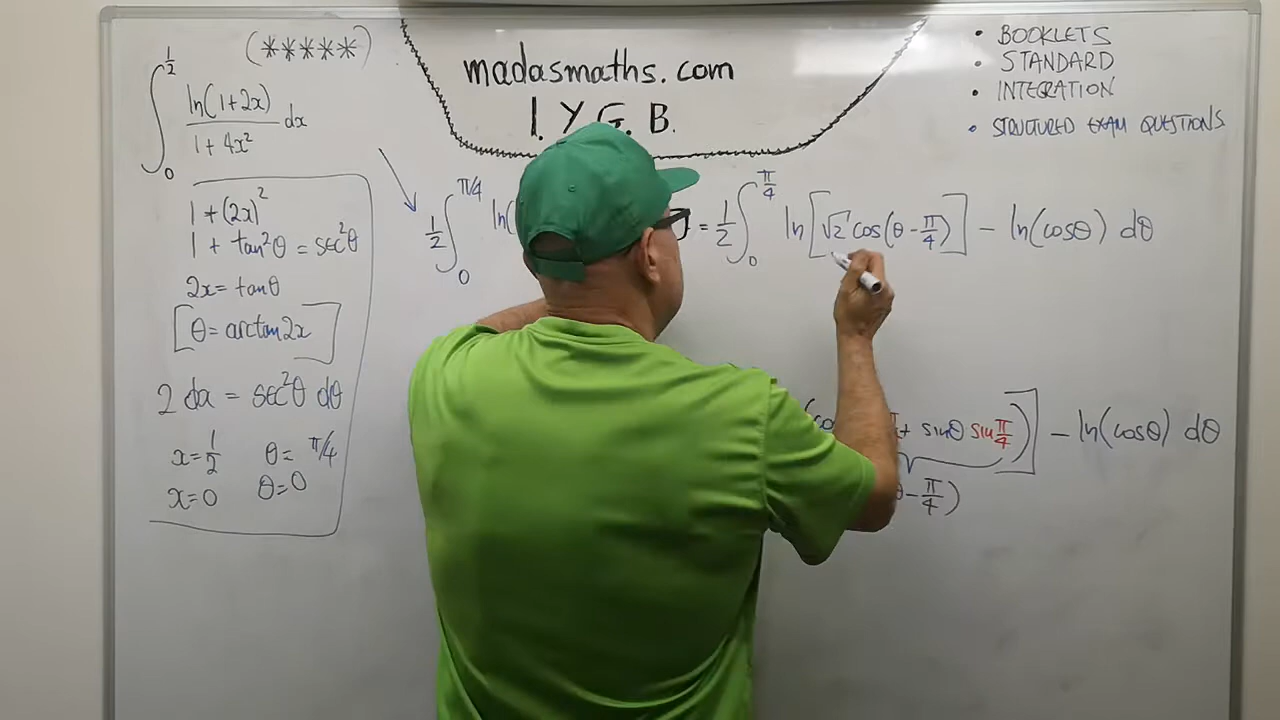 (*****)
∫₀^{1/2} ln(1+2x) / 1+4x² dx
1+(2x)²
1+tan²θ = sec²θ
2x = tanθ
[θ = arctan2x]
2 dx = sec²θ dθ
x = 1/2 θ = π/4
x = 0 θ = 0
madasmaths.com
I. Y. G. B.
• BOOKLETS
• STANDARD
• INTEGRATION
• STRUCTURED EXAM QUESTIONS
1/2 ∫₀^{π/4} ln( = 1/2 ∫₀^{π/4} ln[√2 cos(θ-π/4)] - ln(cosθ) dθ
+ sinθ sin π/4)] - ln(cosθ) dθ
θ-π/4)